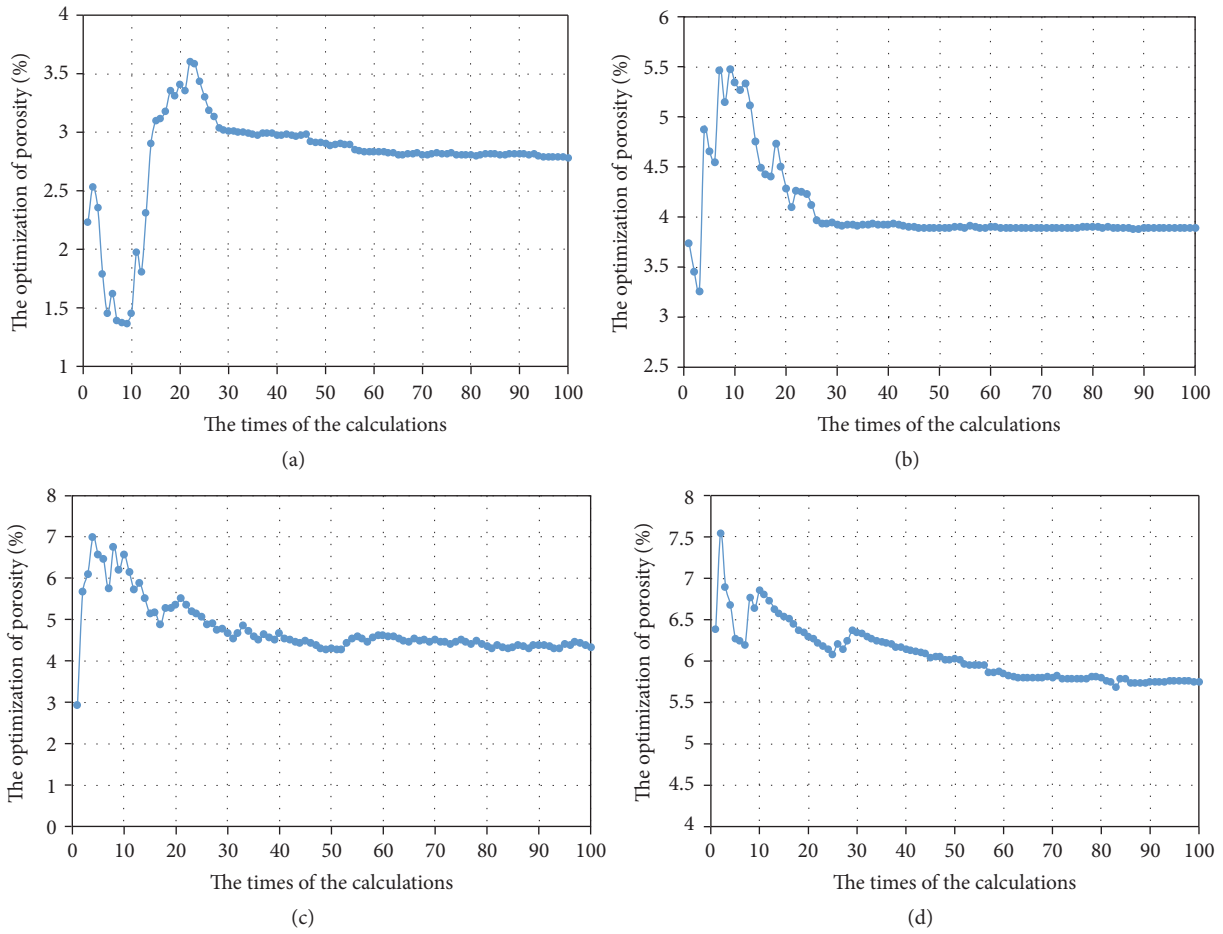 The optimization of porosity (%)
4
3.5
3
2.5
2
1.5
1
0 10 20 30 40 50 60 70 80 90 100
The times of the calculations
(a)
The optimization of porosity (%)
6
5.5
5
4.5
4
3.5
3
2.5
0 10 20 30 40 50 60 70 80 90 100
The times of the calculations
(b)
The optimization of porosity (%)
8
7
6
5
4
3
2
1
0
0 10 20 30 40 50 60 70 80 90 100
The times of the calculations
(c)
The optimization of porosity (%)
8
7.5
7
6.5
6
5.5
5
4.5
4
0 10 20 30 40 50 60 70 80 90 100
The times of the calculations
(d)